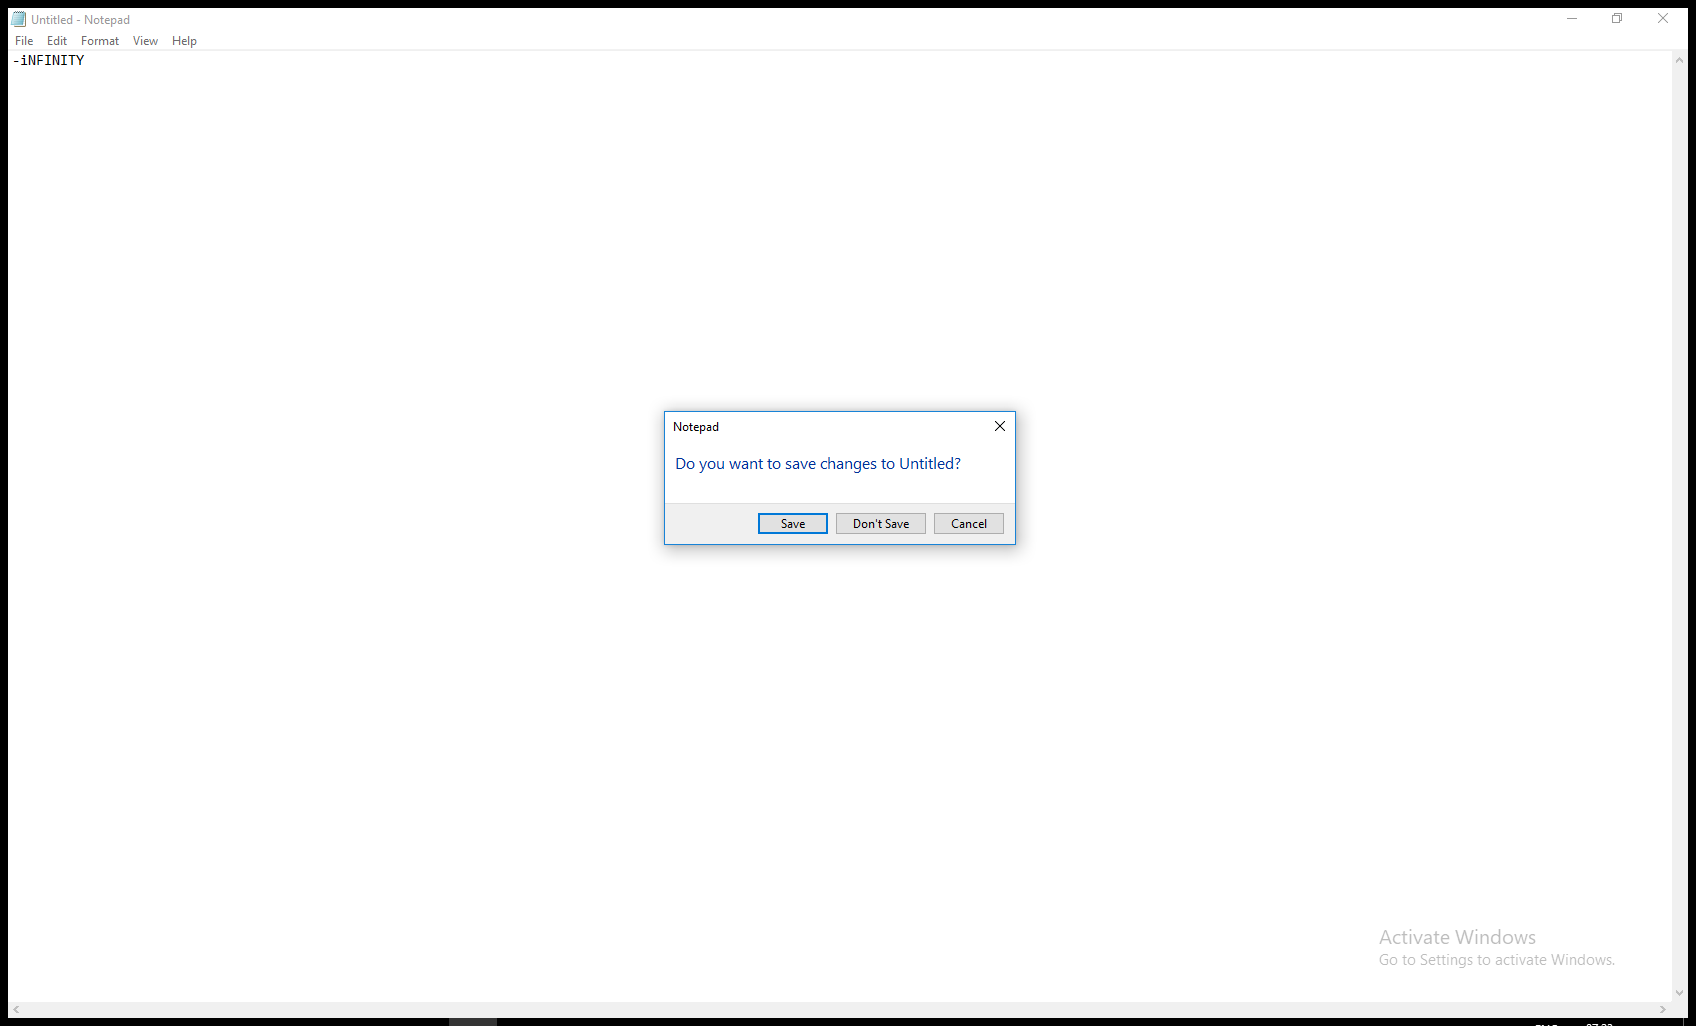 Untitled - Notepad
File Edit Format View Help
-iNFINITY
Notepad
Do you want to save changes to Untitled?
Save Don't Save Cancel
Activate Windows
Go to Settings to activate Windows.